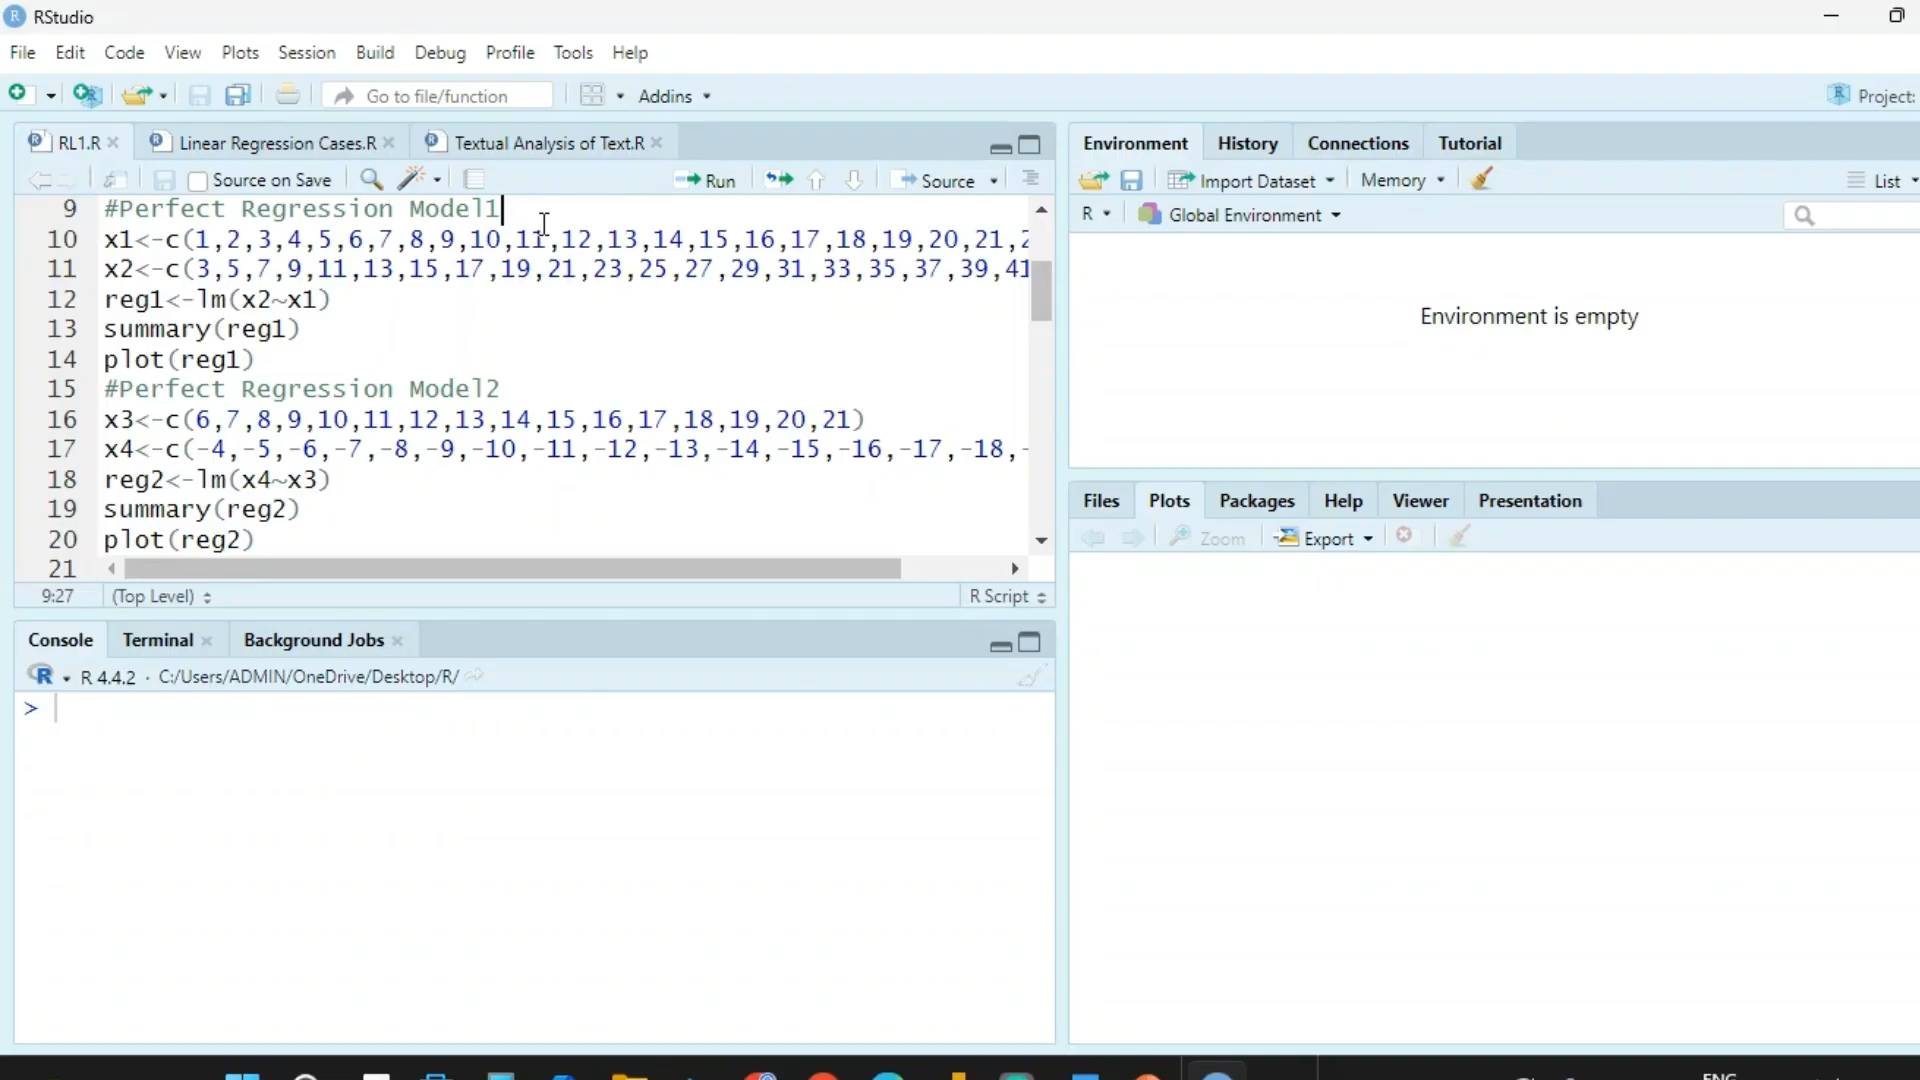 RStudio
File Edit Code View Plots Session Build Debug Profile Tools Help
Go to file/function Addins Project:
RL1.R Linear Regression Cases.R Textual Analysis of Text.R
Source on Save Run Source
9 #Perfect Regression Model1
10 x1<-c(1,2,3,4,5,6,7,8,9,10,11,12,13,14,15,16,17,18,19,20,21,2
11 x2<-c(3,5,7,9,11,13,15,17,19,21,23,25,27,29,31,33,35,37,39,41
12 reg1<-lm(x2~x1)
13 summary(reg1)
14 plot(reg1)
15 #Perfect Regression Model2
16 x3<-c(6,7,8,9,10,11,12,13,14,15,16,17,18,19,20,21)
17 x4<-c(-4,-5,-6,-7,-8,-9,-10,-11,-12,-13,-14,-15,-16,-17,-18,-
18 reg2<-lm(x4~x3)
19 summary(reg2)
20 plot(reg2)
21
9:27 (Top Level) R Script
Console Terminal Background Jobs
R 4.4.2 · C:/Users/ADMIN/OneDrive/Desktop/R/
>
Environment History Connections Tutorial
Import Dataset Memory List
R Global Environment
Environment is empty
Files Plots Packages Help Viewer Presentation
Zoom Export
ENG